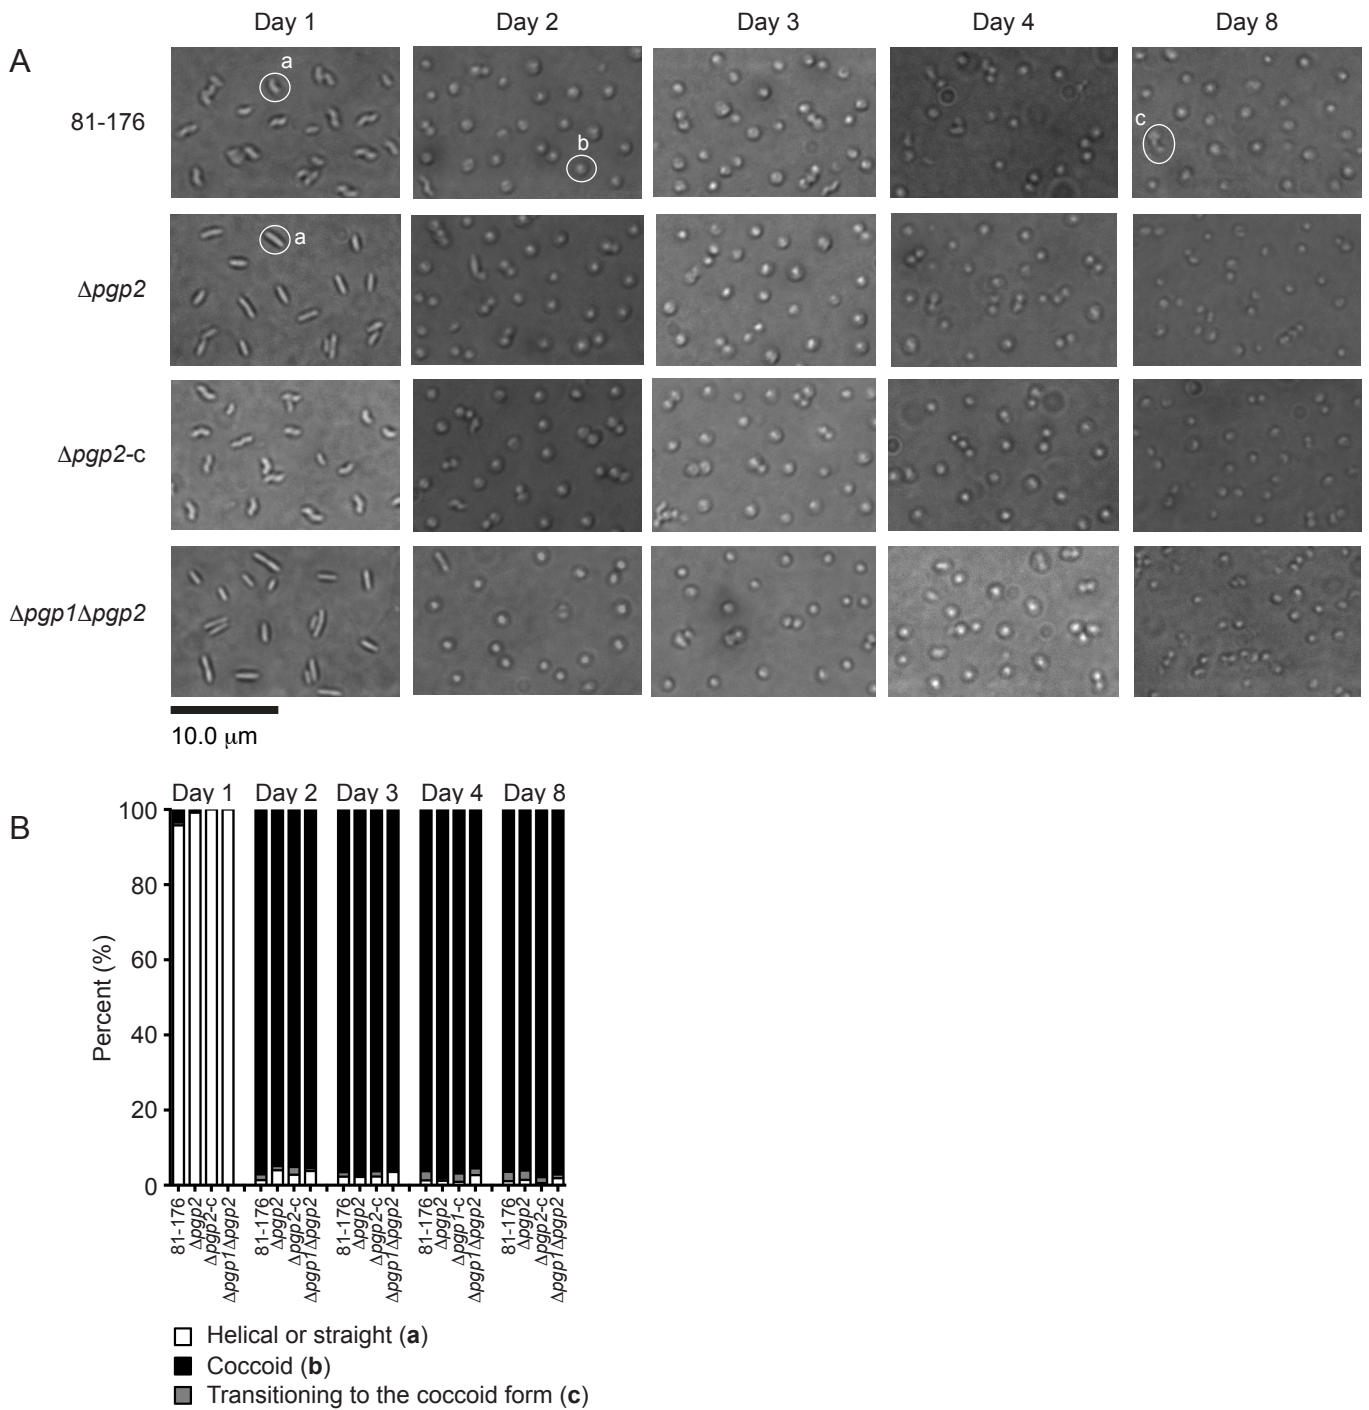 Day 1 Day 2 Day 3 Day 4 Day 8
A
81-176
a
b
c
Δpgp2
a
Δpgp2-c
Δpgp1Δpgp2
10.0 μm
B
Day 1 Day 2 Day 3 Day 4 Day 8
Percent (%)
100
80
60
40
20
0
81-176
Δpgp2
Δpgp2-c
Δpgp1Δpgp2
81-176
Δpgp2
Δpgp2-c
Δpgp1Δpgp2
81-176
Δpgp2
Δpgp2-c
Δpgp1Δpgp2
81-176
Δpgp2
Δpgp1-c
Δpgp1Δpgp2
81-176
Δpgp2
Δpgp2-c
Δpgp1Δpgp2
Helical or straight (a)
Coccoid (b)
Transitioning to the coccoid form (c)